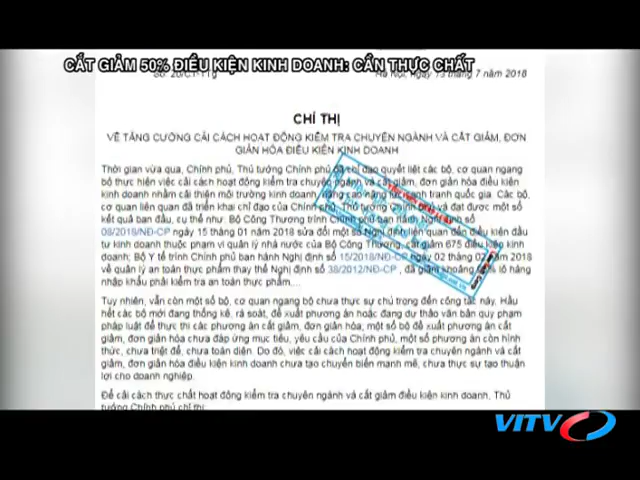 CẮT GIẢM 50% ĐIỀU KIỆN KINH DOANH: CẦN THỰC CHẤT
Số: 20/CT-TTg Hà Nội, ngày 13 tháng 7 năm 2018
CHỈ THỊ
VỀ TĂNG CƯỜNG CẢI CÁCH HOẠT ĐỘNG KIỂM TRA CHUYÊN NGÀNH VÀ CẮT GIẢM, ĐƠN
GIẢN HÓA ĐIỀU KIỆN KINH DOANH
Thời gian vừa qua, Chính phủ, Thủ tướng Chính phủ đã chỉ đạo quyết liệt các bộ, cơ quan ngang
bộ thực hiện việc cải cách hoạt động kiểm tra chuyên ngành và cắt giảm, đơn giản hóa điều kiện
kinh doanh nhằm cải thiện môi trường kinh doanh, nâng cao năng lực cạnh tranh quốc gia. Các bộ,
cơ quan liên quan đã triển khai chỉ đạo của Chính phủ, Thủ tướng Chính phủ và đạt được một số
kết quả ban đầu, cụ thể như: Bộ Công Thương trình Chính phủ ban hành Nghị định số
08/2018/NĐ-CP ngày 15 tháng 01 năm 2018 sửa đổi một số Nghị định liên quan đến điều kiện đầu
tư kinh doanh thuộc phạm vi quản lý nhà nước của Bộ Công Thương, cắt giảm 675 điều kiện kinh
doanh; Bộ Y tế trình Chính phủ ban hành Nghị định số 15/2018/NĐ-CP ngày 02 tháng 02 năm 2018
về quản lý an toàn thực phẩm thay thế Nghị định số 38/2012/NĐ-CP , đã giảm khoảng lô hàng
nhập khẩu phải kiểm tra an toàn thực phẩm....
Tuy nhiên, vẫn còn một số bộ, cơ quan ngang bộ chưa thực sự chú trọng đến công tác này. Hầu
hết các bộ mới đang thống kê, rà soát, đề xuất phương án hoặc đang dự thảo văn bản quy phạm
pháp luật để thực thi các phương án cắt giảm, đơn giản hóa; một số đề xuất phương án cắt
giảm, đơn giản hóa chưa đáp ứng mục tiêu, yêu cầu của Chính phủ, một số phương án còn hình
thức, chưa triệt để, chưa toàn diện. Do đó, việc cải cách hoạt động kiểm tra chuyên ngành và cắt
giảm, đơn giản hóa điều kiện kinh doanh chưa tạo chuyển biến mạnh mẽ, chưa thực sự tạo thuận
lợi cho doanh nghiệp.
Để cải cách thực chất hoạt động kiểm tra chuyên ngành và cắt giảm điều kiện kinh doanh, Thủ
tướng Chính phủ chỉ thị:
VITV